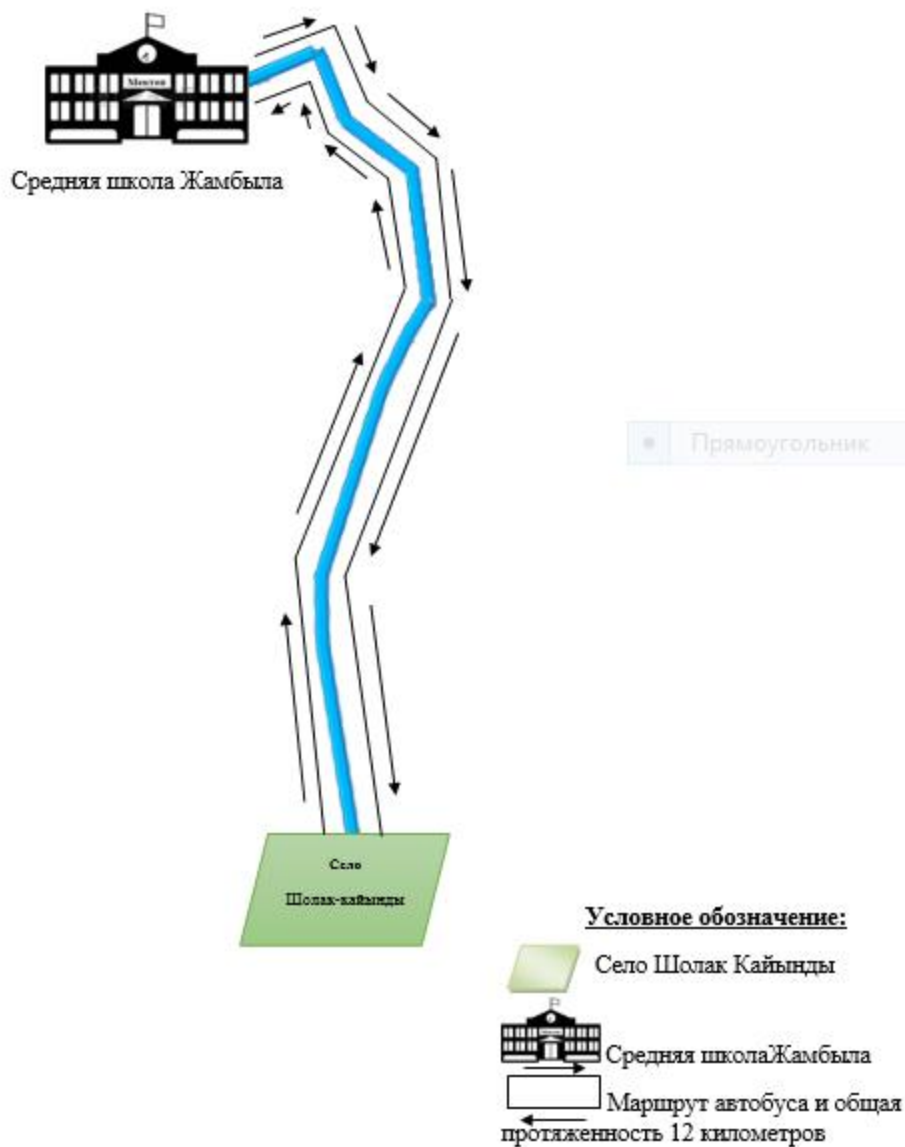 Мектеп
Средняя школа Жамбыла
Прямоугольник
Село
Шолак-кайынды
Условное обозначение:
Село Шолак Кайынды
Средняя школаЖамбыла
Маршрут автобуса и общая
протяженность 12 километров